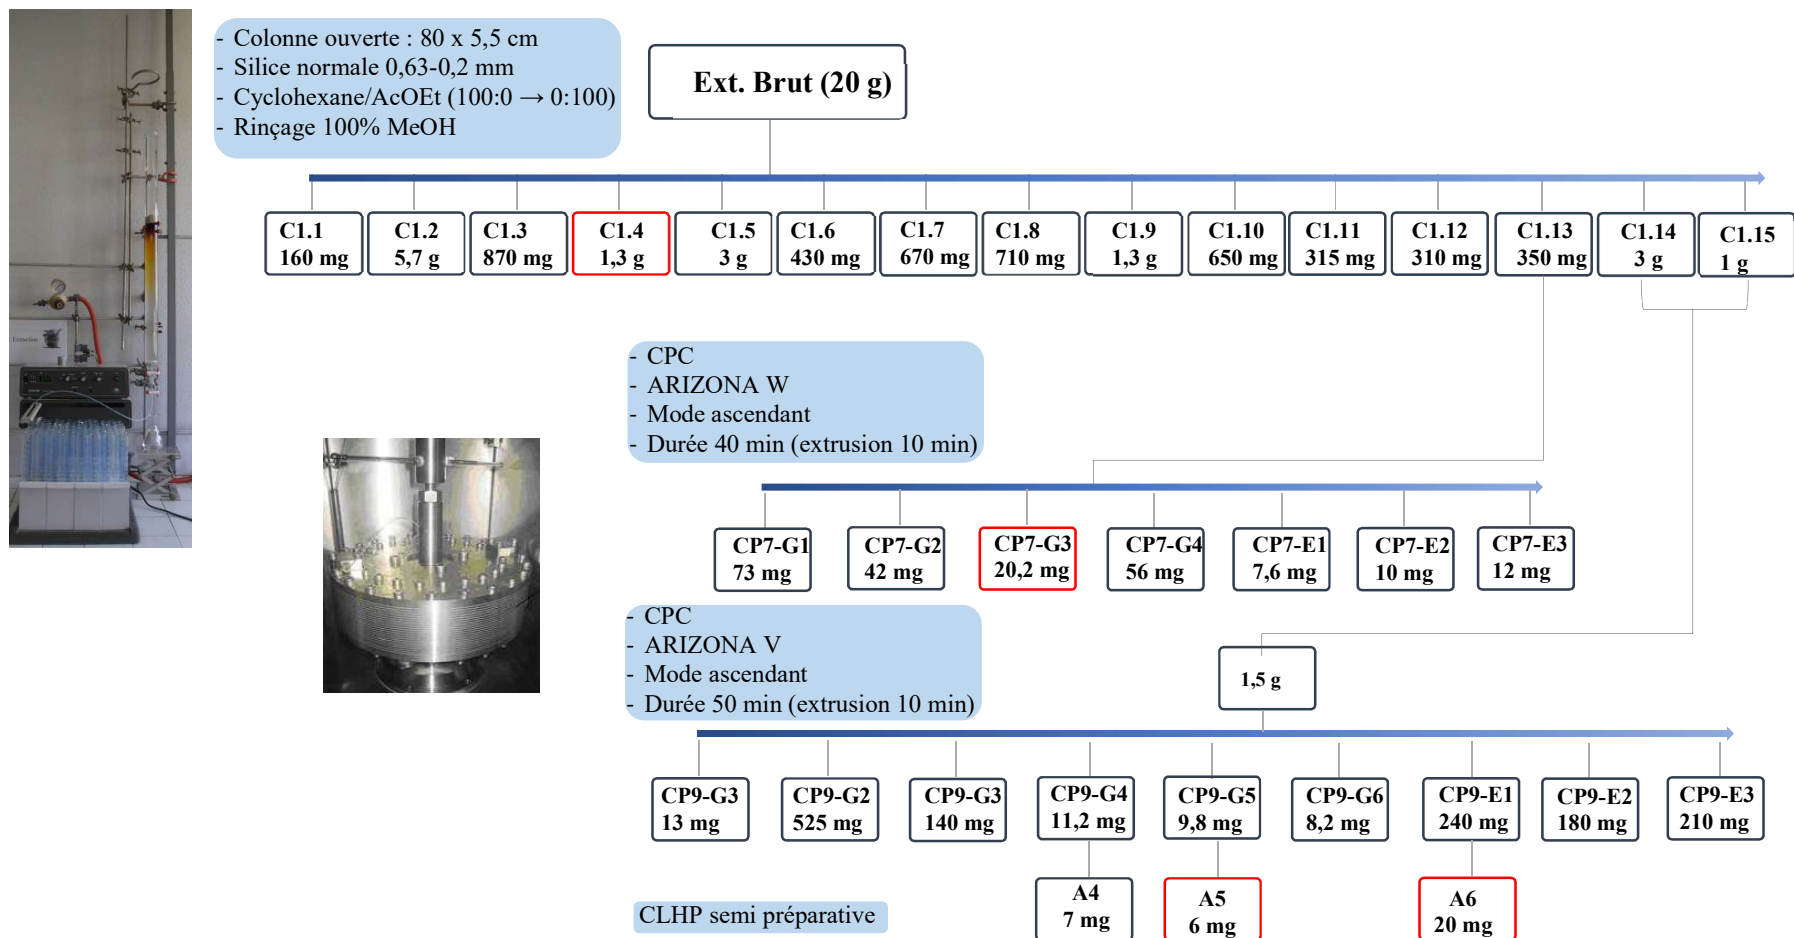 - Colonne ouverte : 80 x 5,5 cm
- Silice normale 0,63-0,2 mm
- Cyclohexane/AcOEt (100:0 → 0:100)
- Rinçage 100% MeOH
Ext. Brut (20 g)
C1.1
160 mg
C1.2
5,7 g
C1.3
870 mg
C1.4
1,3 g
C1.5
3 g
C1.6
430 mg
C1.7
670 mg
C1.8
710 mg
C1.9
1,3 g
C1.10
650 mg
C1.11
315 mg
C1.12
310 mg
C1.13
350 mg
C1.14
3 g
C1.15
1 g
- CPC
- ARIZONA W
- Mode ascendant
- Durée 40 min (extrusion 10 min)
CP7-G1
73 mg
CP7-G2
42 mg
CP7-G3
20,2 mg
CP7-G4
56 mg
CP7-E1
7,6 mg
CP7-E2
10 mg
CP7-E3
12 mg
- CPC
- ARIZONA V
- Mode ascendant
- Durée 50 min (extrusion 10 min)
1,5 g
CP9-G3
13 mg
CP9-G2
525 mg
CP9-G3
140 mg
CP9-G4
11,2 mg
CP9-G5
9,8 mg
CP9-G6
8,2 mg
CP9-E1
240 mg
CP9-E2
180 mg
CP9-E3
210 mg
A4
7 mg
A5
6 mg
A6
20 mg
CLHP semi préparative